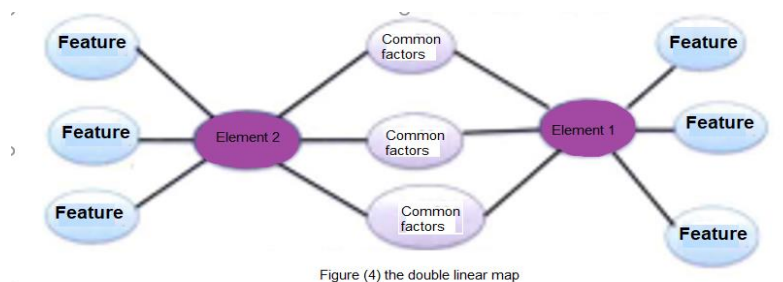 Feature
Common
factors
Feature
Feature
Element 2
Common
factors
Element 1
Feature
Feature
Common
factors
Feature
Figure (4) the double linear map